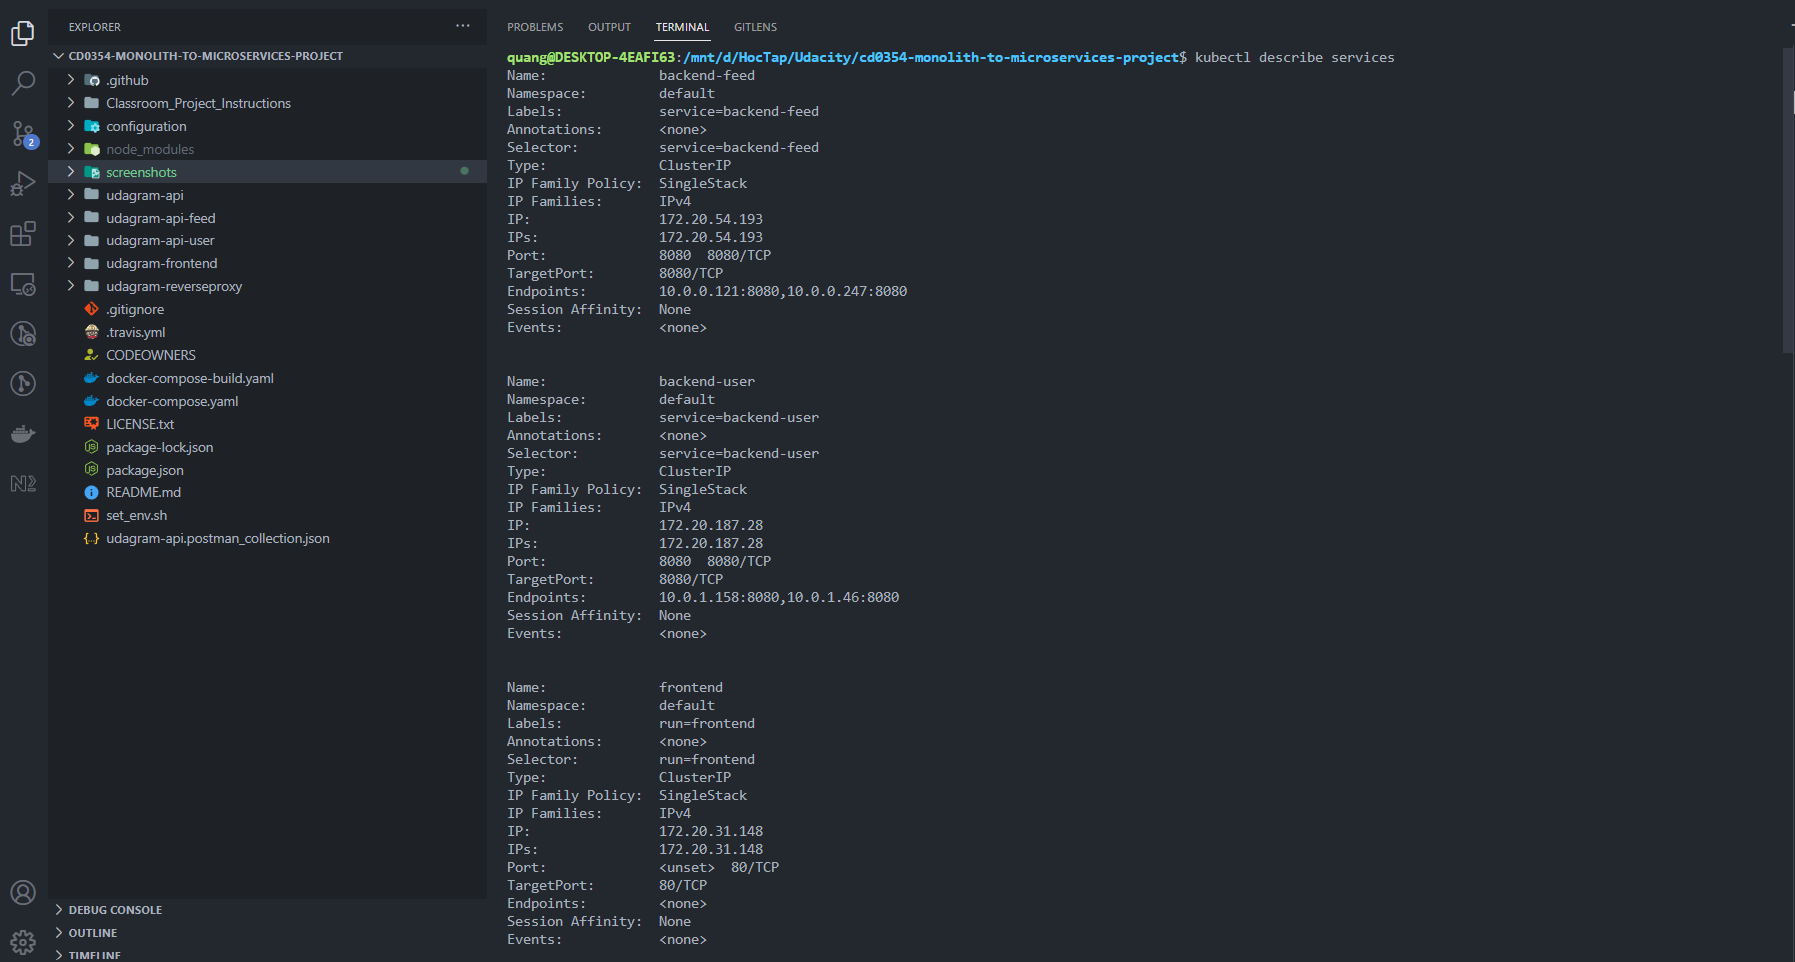 EXPLORER
CD0354-MONOLITH-TO-MICROSERVICES-PROJECT
.github
Classroom_Project_Instructions
configuration
node_modules
screenshots
udagram-api
udagram-api-feed
udagram-api-user
udagram-frontend
udagram-reverseproxy
.gitignore
.travis.yml
CODEOWNERS
docker-compose-build.yaml
docker-compose.yaml
LICENSE.txt
package-lock.json
package.json
README.md
set_env.sh
udagram-api.postman_collection.json
DEBUG CONSOLE
OUTLINE
TIMELINE
2
PROBLEMS OUTPUT TERMINAL GITLENS
quang@DESKTOP-4EAFI63:/mnt/d/HocTap/Udacity/cd0354-monolith-to-microservices-project$ kubectl describe services
Name: backend-feed
Namespace: default
Labels: service=backend-feed
Annotations: <none>
Selector: service=backend-feed
Type: ClusterIP
IP Family Policy: SingleStack
IP Families: IPv4
IP: 172.20.54.193
IPs: 172.20.54.193
Port: 8080 8080/TCP
TargetPort: 8080/TCP
Endpoints: 10.0.0.121:8080,10.0.0.247:8080
Session Affinity: None
Events: <none>
Name: backend-user
Namespace: default
Labels: service=backend-user
Annotations: <none>
Selector: service=backend-user
Type: ClusterIP
IP Family Policy: SingleStack
IP Families: IPv4
IP: 172.20.187.28
IPs: 172.20.187.28
Port: 8080 8080/TCP
TargetPort: 8080/TCP
Endpoints: 10.0.1.158:8080,10.0.1.46:8080
Session Affinity: None
Events: <none>
Name: frontend
Namespace: default
Labels: run=frontend
Annotations: <none>
Selector: run=frontend
Type: ClusterIP
IP Family Policy: SingleStack
IP Families: IPv4
IP: 172.20.31.148
IPs: 172.20.31.148
Port: <unset> 80/TCP
TargetPort: 80/TCP
Endpoints: <none>
Session Affinity: None
Events: <none>